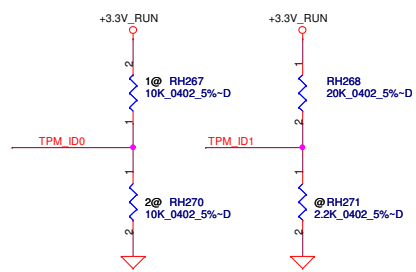 +3.3V_RUN
+3.3V_RUN
2
1@ RH267
10K_0402_5%~D
1
1
RH268
20K_0402_5%~D
2
TPM_ID0
TPM_ID1
1
2@ RH270
10K_0402_5%~D
2
1
@RH271
2.2K_0402_5%~D
2